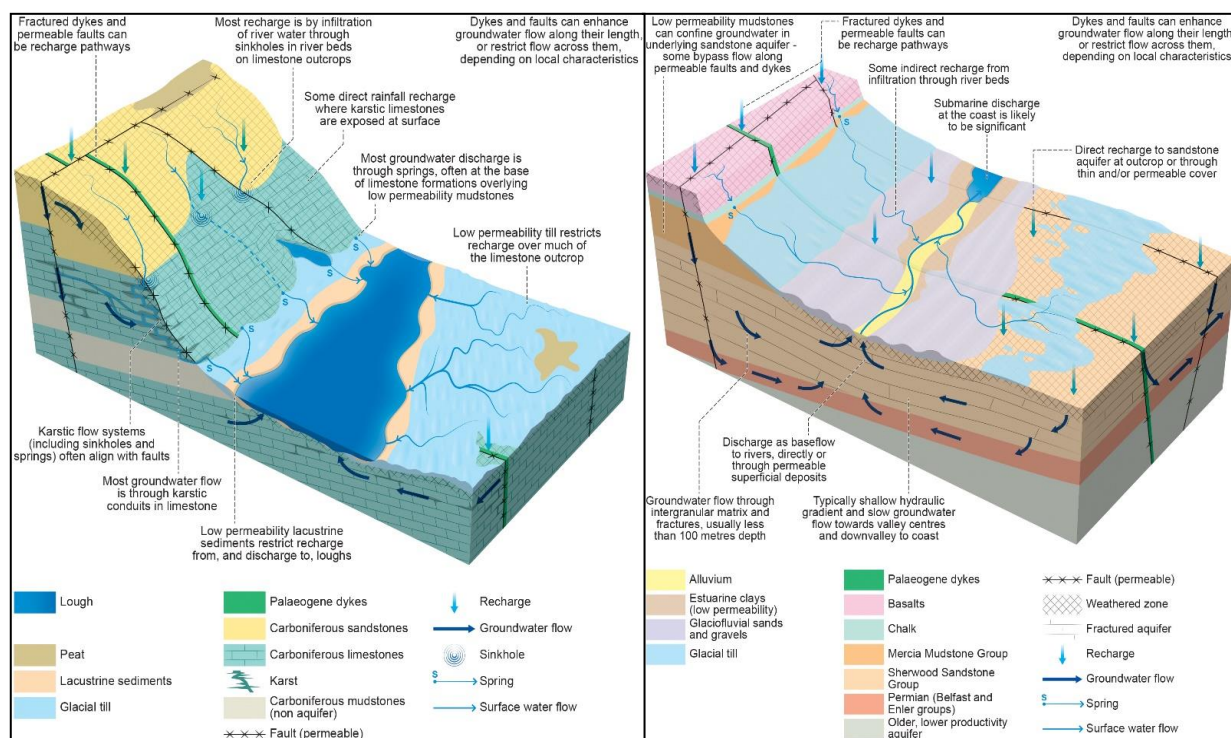 Fractured dykes and
permeable faults can
be recharge pathways
Most recharge is by infiltration
of river water through
sinkholes in river beds
on limestone outcrops
Dykes and faults can enhance
groundwater flow along their length,
or restrict flow across them,
depending on local characteristics
Some direct rainfall recharge
where karstic limestones
are exposed at surface
Most groundwater discharge is
through springs, often at the base
of limestone formations overlying
low permeability mudstones
Low permeability till restricts
recharge over much of
the limestone outcrop
S
S
S
S
Karstic flow systems
(including sinkholes and
springs) often align with faults
Most groundwater flow
is through karstic
conduits in limestone
Low permeability lacustrine
sediments restrict recharge
from, and discharge to, loughs
Lough
Peat
Lacustrine sediments
Glacial till
Palaeogene dykes
Carboniferous sandstones
Carboniferous limestones
Karst
Carboniferous mudstones
(non aquifer)
Fault (permeable)
Recharge
Groundwater flow
Sinkhole
S
Spring
Surface water flow
Low permeability mudstones
can confine groundwater in
underlying sandstone aquifer -
some bypass flow along
permeable faults and dykes
Fractured dykes and
permeable faults can
be recharge pathways
Dykes and faults can enhance
groundwater flow along their length,
or restrict flow across them,
depending on local characteristics
Some indirect recharge from
infiltration through river beds
Submarine discharge
at the coast is likely
to be significant
Direct recharge to sandstone
aquifer at outcrop or through
thin and/or permeable cover
S
S
Discharge as baseflow
to rivers, directly or
through permeable
superficial deposits
Groundwater flow through
intergranular matrix and
fractures, usually less
than 100 metres depth
Typically shallow hydraulic
gradient and slow groundwater
flow towards valley centres
and downvalley to coast
Alluvium
Estuarine clays
(low permeability)
Glaciofluvial sands
and gravels
Glacial till
Palaeogene dykes
Basalts
Chalk
Mercia Mudstone Group
Sherwood Sandstone
Group
Permian (Belfast and
Enler groups)
Older, lower productivity
aquifer
Fault (permeable)
Weathered zone
Fractured aquifer
Recharge
Groundwater flow
S
Spring
Surface water flow